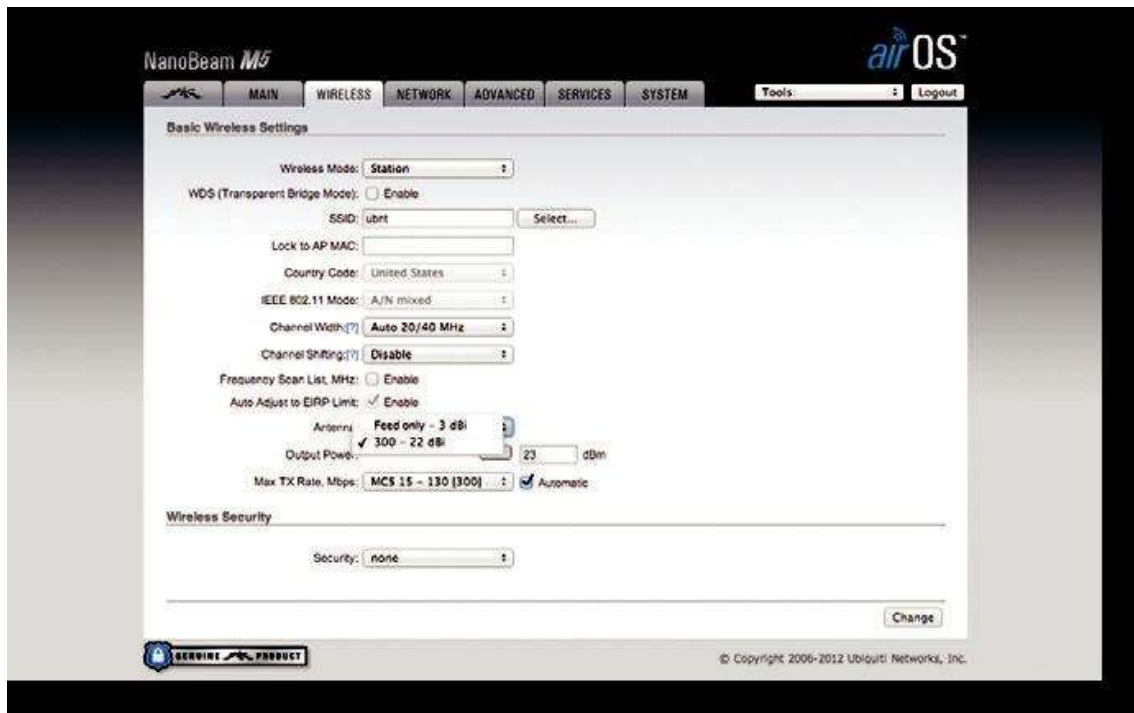 NanoBeam M5
airOS™
MAIN WIRELESS NETWORK ADVANCED SERVICES SYSTEM Tools: Logout
Basic Wireless Settings
Wireless Mode: Station
WDS (Transparent Bridge Mode): Enable
SSID: ubnt Select...
Lock to AP MAC:
Country Code: United States
IEEE 802.11 Mode: A/N mixed
Channel Width:[?] Auto 20/40 MHz
Channel Shifting:[?] Disable
Frequency Scan List, MHz: Enable
Auto Adjust to EIRP Limit: Enable
Antenna Feed only - 3 dBi
300 - 22 dBi
Output Power: 23 dBm
Max TX Rate, Mbps: MCS 15 - 130 [300] Automatic
Wireless Security
Security: none
Change
GENUINE PRODUCT
© Copyright 2006-2012 Ubiquiti Networks, Inc.